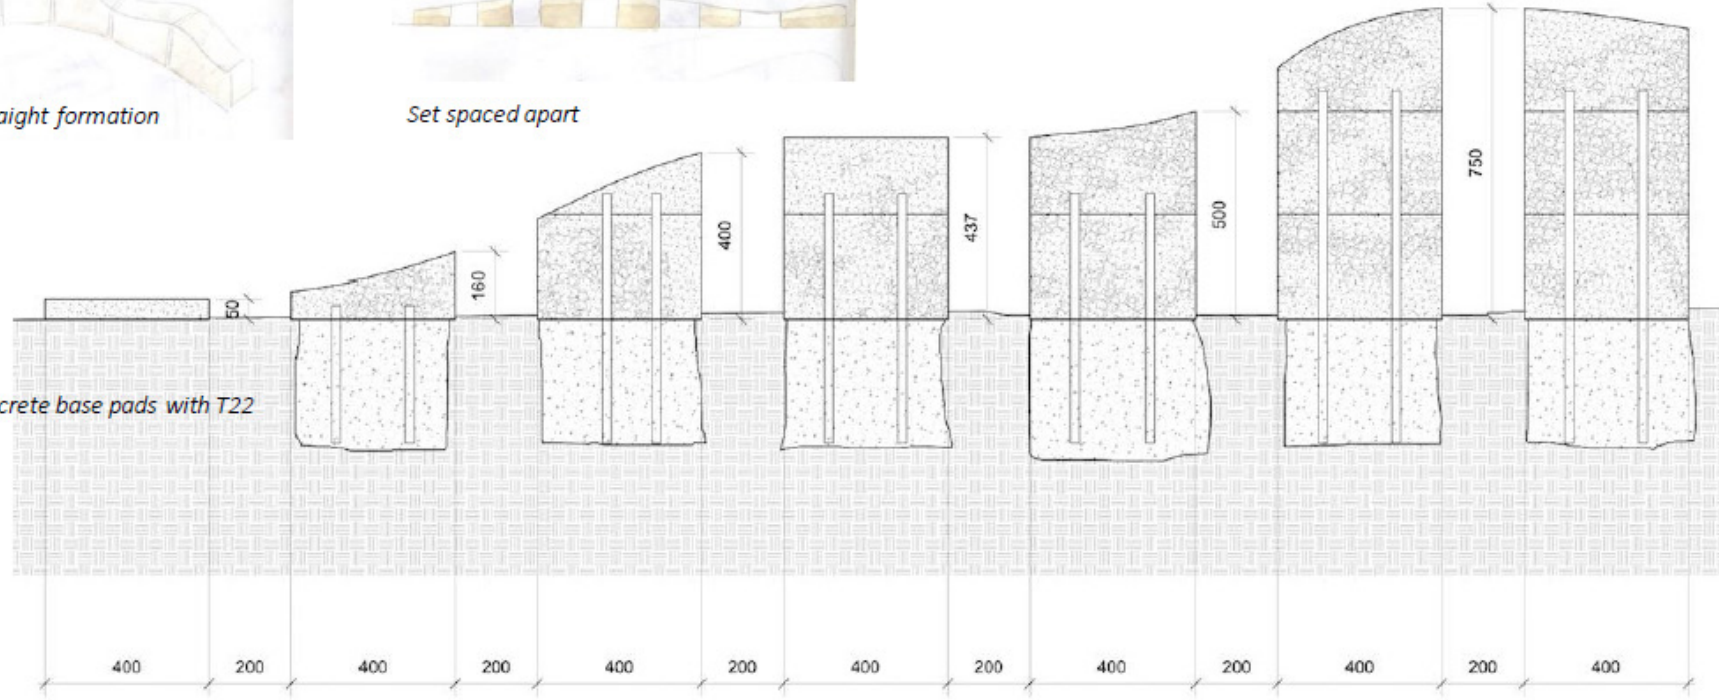 aight formation
Set spaced apart
750
400
437
500
160
50
crete base pads with T22
400 200 400 200 400 200 400 200 400 200 400 200 400